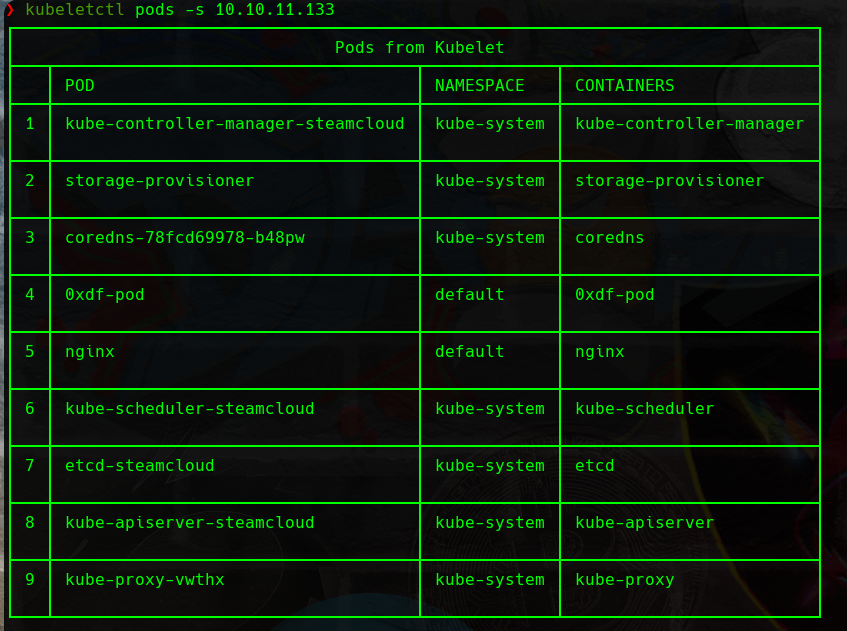 ❯ kubeletctl pods -s 10.10.11.133
Pods from Kubelet
POD NAMESPACE CONTAINERS
1 kube-controller-manager-steamcloud kube-system kube-controller-manager
2 storage-provisioner kube-system storage-provisioner
3 coredns-78fcd69978-b48pw kube-system coredns
4 0xdf-pod default 0xdf-pod
5 nginx default nginx
6 kube-scheduler-steamcloud kube-system kube-scheduler
7 etcd-steamcloud kube-system etcd
8 kube-apiserver-steamcloud kube-system kube-apiserver
9 kube-proxy-vwthx kube-system kube-proxy